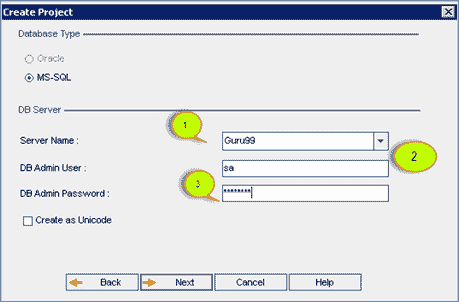 Create Project
Database Type
Oracle
MS-SQL
DB Server
1
Server Name :
Guru99
2
DB Admin User :
sa
3
DB Admin Password :
********
Create as Unicode
Back
Next
Cancel
Help